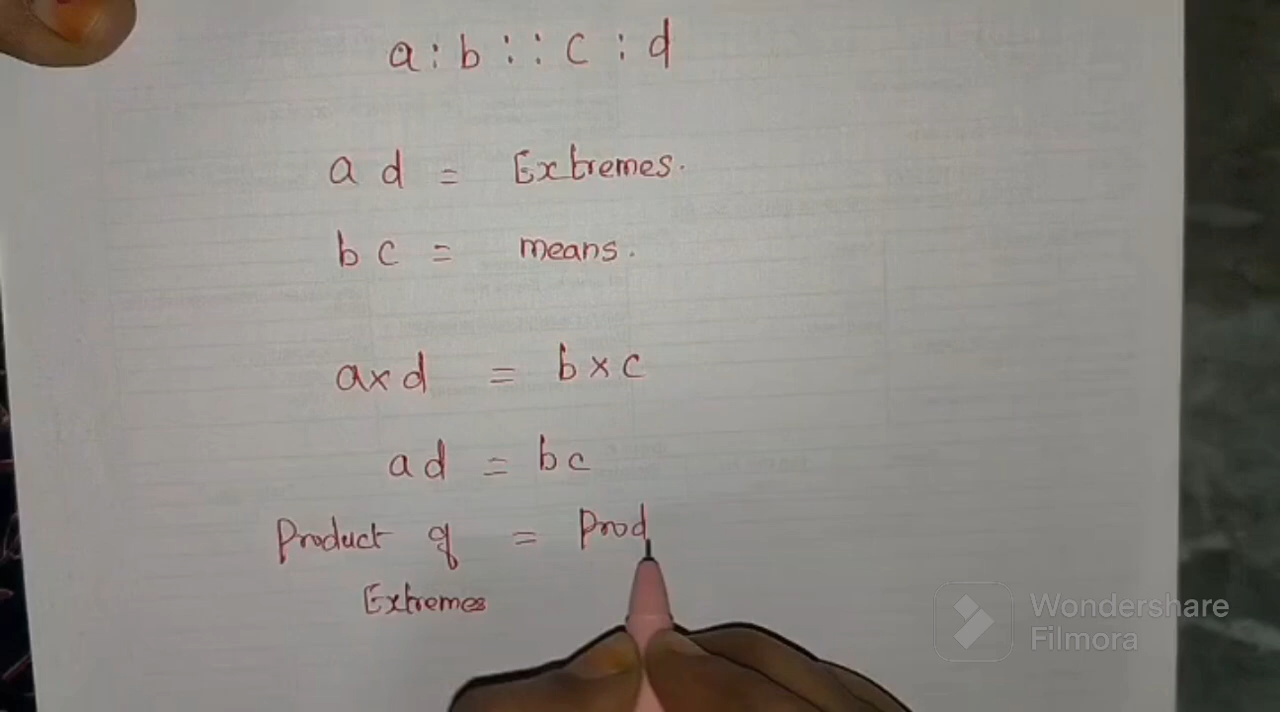 a : b : : c : d
a d = Extremes.
b c = means.
a x d = b x c
a d = b c
Product of = Prod
Extremes
Wondershare
Filmora